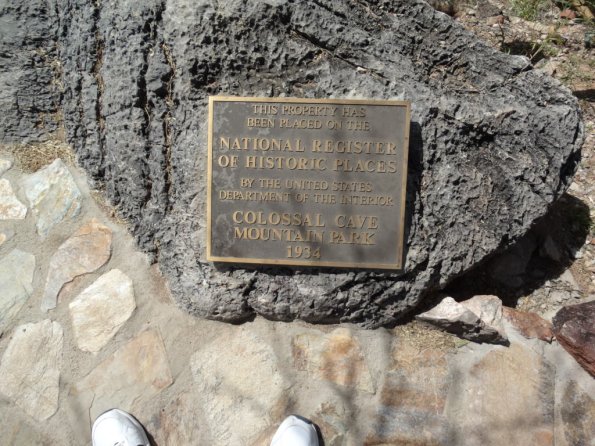 THIS PROPERTY HAS
BEEN PLACED ON THE
NATIONAL REGISTER
OF HISTORIC PLACES
BY THE UNITED STATES
DEPARTMENT OF THE INTERIOR
COLOSSAL CAVE
MOUNTAIN PARK
1934